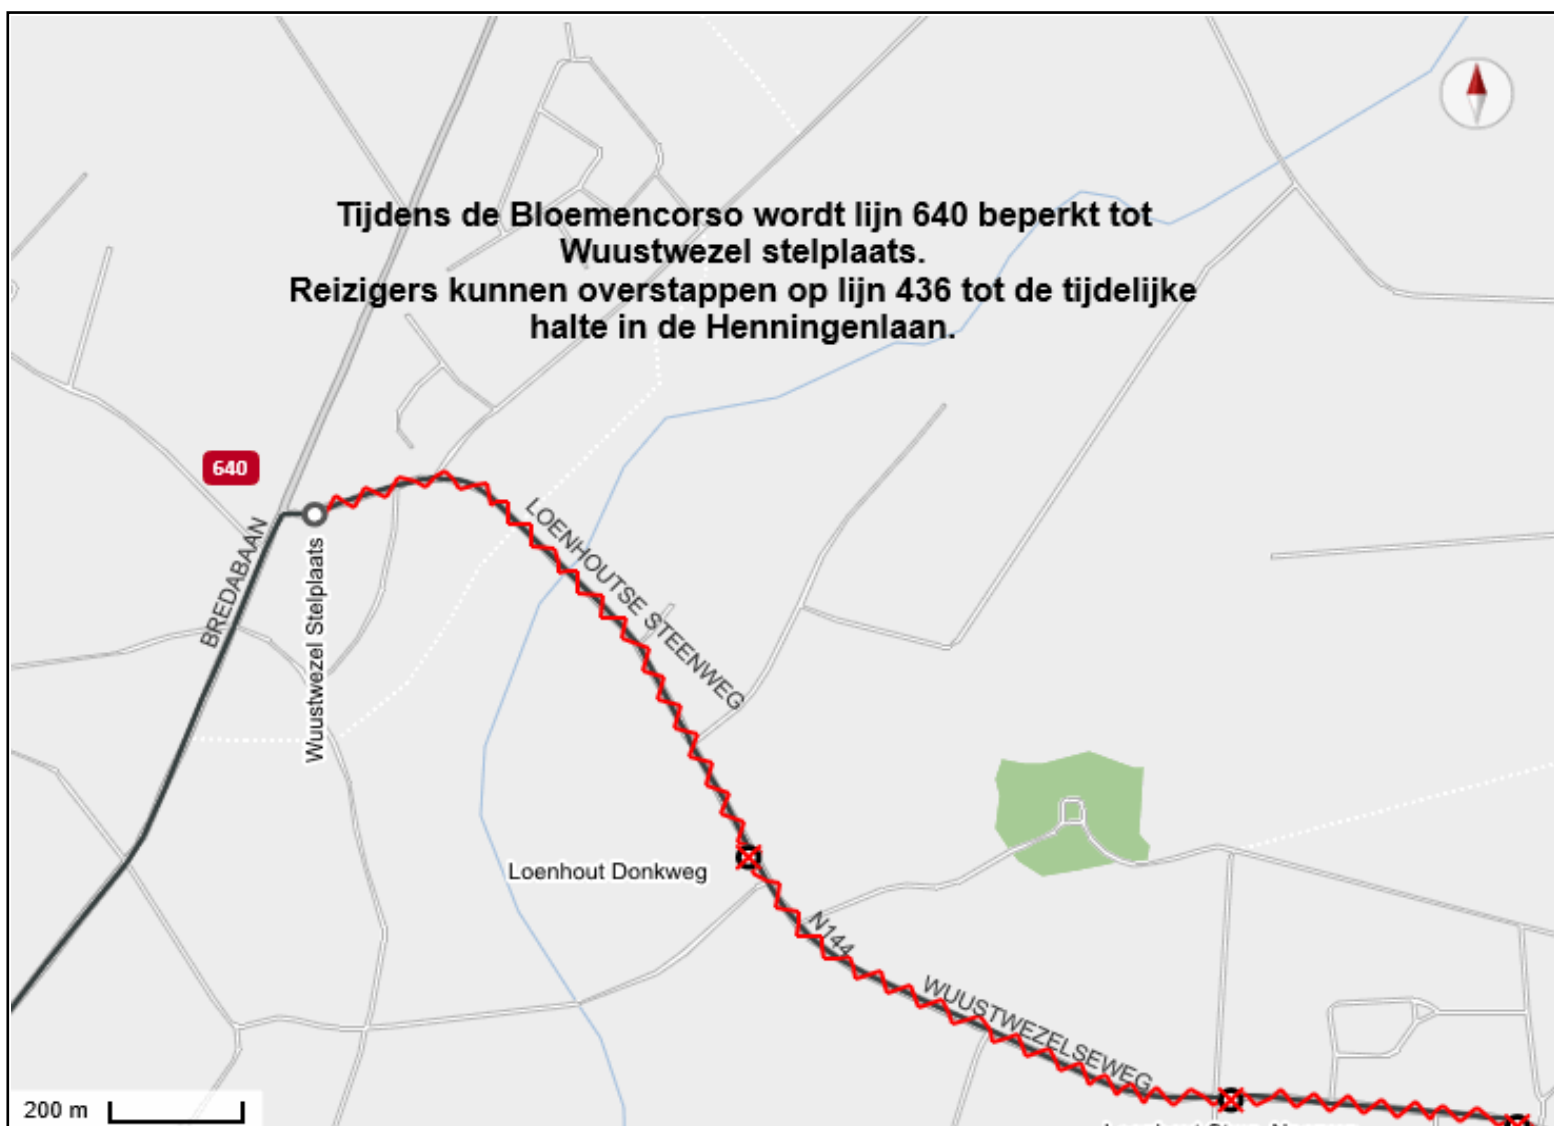 Tijdens de Bloemencorso wordt lijn 640 beperkt tot
Wuustwezel stelplaats.
Reizigers kunnen overstappen op lijn 436 tot de tijdelijke
halte in de Henningenlaan.
640
BREDABAAN
Wuustwezel Stelplaats
LOENHOUTSE STEENWEG
Loenhout Donkweg
N144
WUUSTWEZELSEWEG
200 m